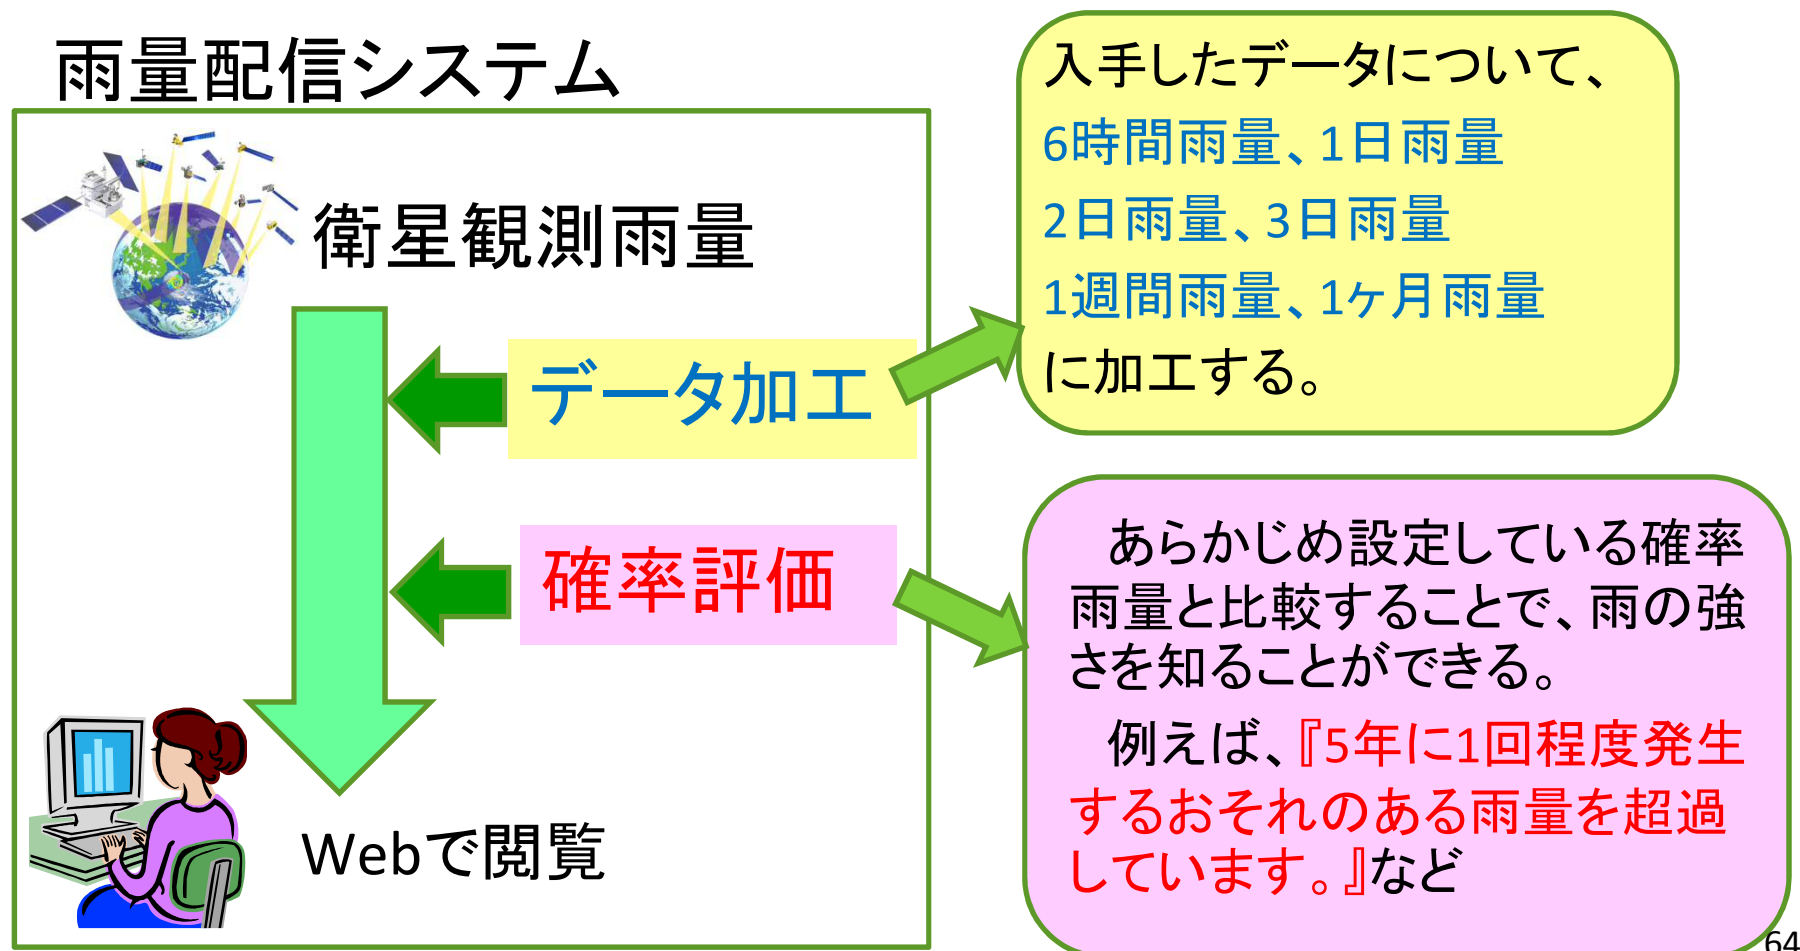 雨量配信システム
衛星観測雨量
データ加工
確率評価
Webで閲覧
入手したデータについて、
6時間雨量、1日雨量
2日雨量、3日雨量
1週間雨量、1ヶ月雨量
に加工する。
あらかじめ設定している確率
雨量と比較することで、雨の強
さを知ることができる。
例えば、『5年に1回程度発生
するおそれのある雨量を超過
しています。』など
64